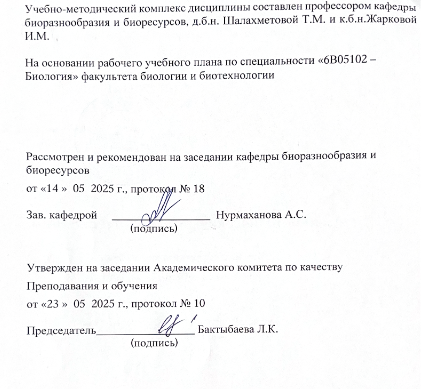 Учебно-методический комплекс дисциплины составлен профессором кафедры
биоразнообразия и биоресурсов, д.б.н. Шалахметовой Т.М. и к.б.н.Жарковой
И.М.
На основании рабочего учебного плана по специальности «6В05102 –
Биология» факультета биологии и биотехнологии
Рассмотрен и рекомендован на заседании кафедры биоразнообразия и
биоресурсов
от «14 » 05 2025 г., протокол № 18
Зав. кафедрой ________________ Нурмаханова А.С.
(подпись)
Утвержден на заседании Академического комитета по качеству
Преподавания и обучения
от «23 » 05 2025 г., протокол № 10
Председатель________________ Бактыбаева Л.К.
(подпись)